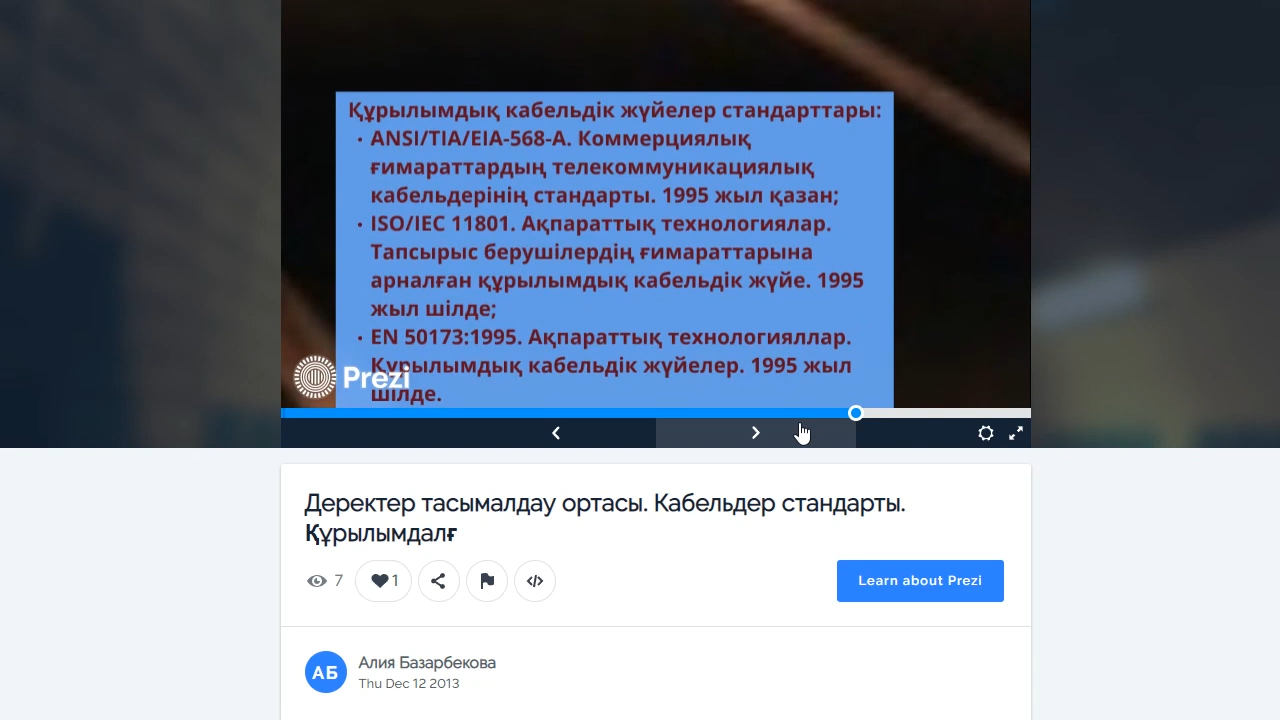 Құрылымдық кабельдік жүйелер стандарттары:
· ANSI/TIA/EIA-568-A. Коммерциялық
ғимараттардың телекоммуникациялық
кабельдерінің стандарты. 1995 жыл қазан;
· ISO/IEC 11801. Ақпараттық технологиялар.
Тапсырыс берушілердің ғимараттарына
арналған құрылымдық кабельдік жүйе. 1995
жыл шілде;
· EN 50173:1995. Ақпараттық технологияллар.
Құрылымдық кабельдік жүйелер. 1995 жыл
шілде.
Prezi
Деректер тасымалдау ортасы. Кабельдер стандарты.
Құрылымдалғ
7
1
Learn about Prezi
АБ
Алия Базарбекова
Thu Dec 12 2013